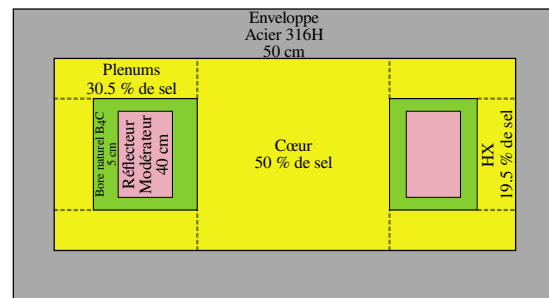 Enveloppe
Acier 316H
50 cm
Plenums
30.5 % de sel
Bore naturel B4C
5 cm
Réflecteur
Modérateur
40 cm
Cœur
50 % de sel
HX
19.5 % de sel